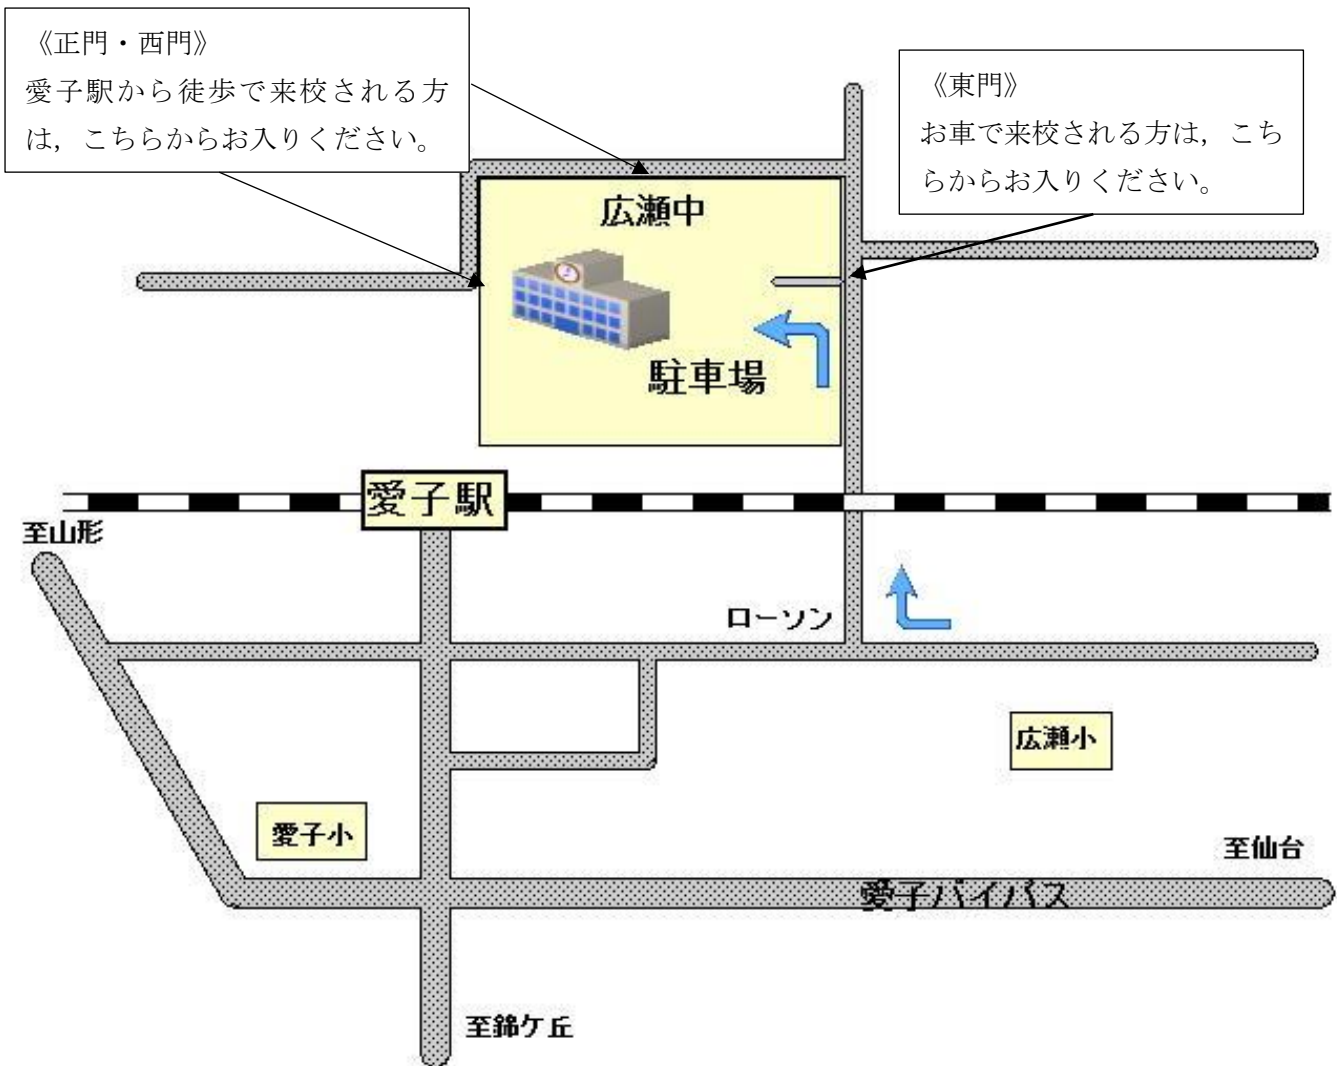 《正門・西門》
愛子駅から徒歩で来校される方
は，こちらからお入りください。
《東門》
お車で来校される方は，こち
らからお入りください。
広瀬中
駐車場
愛子駅
至山形
ローソン
広瀬小
愛子小
至仙台
愛子バイパス
至錦ケ丘